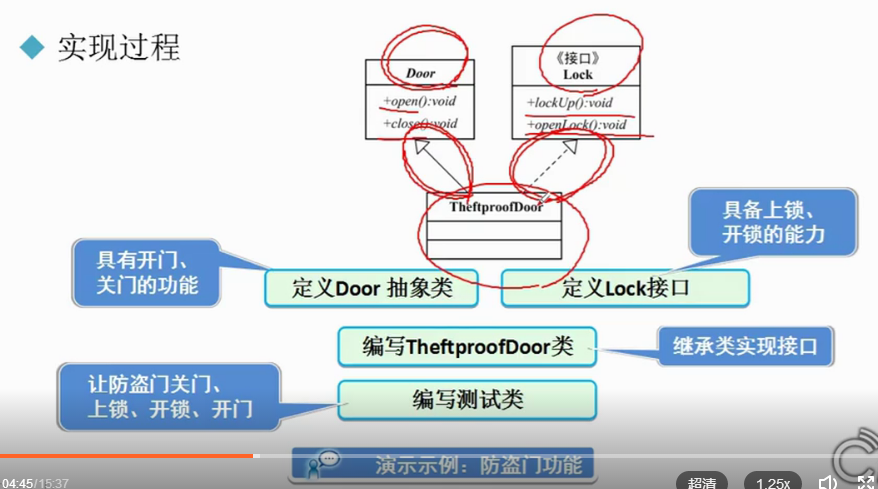 实现过程
Door
+open():void
+close():void
《接口》
Lock
+lockUp():void
+openLock():void
TheftproofDoor
具备上锁、
开锁的能力
具有开门、
关门的功能
定义Door 抽象类
定义Lock接口
编写TheftproofDoor类
继承类实现接口
让防盗门关门、
上锁、开锁、开门
编写测试类
演示示例：防盗门功能
04:45/15:37
超清
1.25x